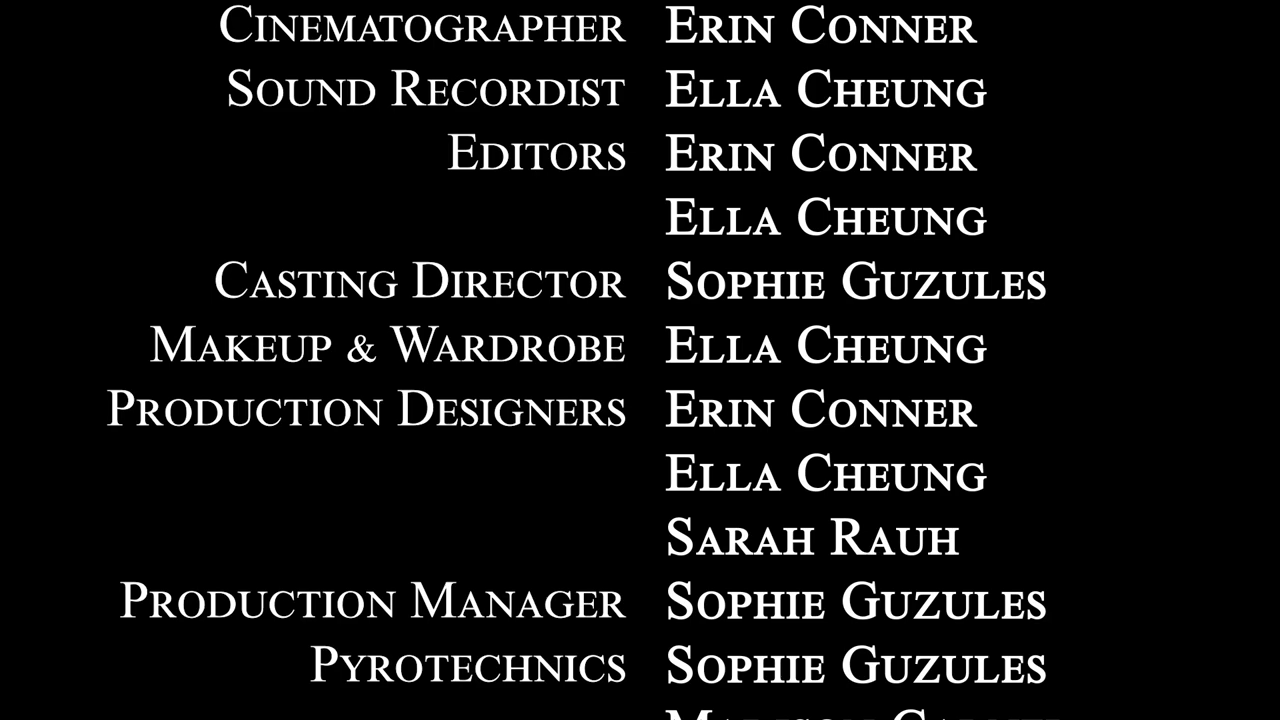 Cinematographer Erin Conner
Sound Recordist Ella Cheung
Editors Erin Conner
Ella Cheung
Casting Director Sophie Guzules
Makeup & Wardrobe Ella Cheung
Production Designers Erin Conner
Ella Cheung
Sarah Rauh
Production Manager Sophie Guzules
Pyrotechnics Sophie Guzules